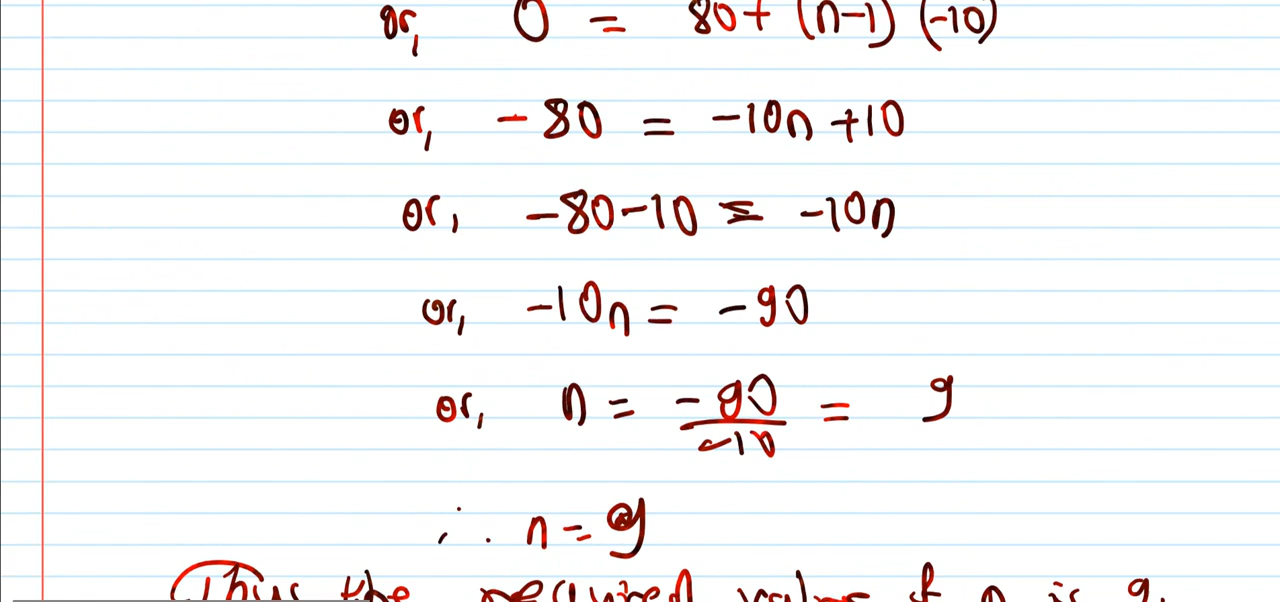 or, 0 = 80+ (n-1) (-10)
or, -80 = -10n +10
or, -80-10 = -10n
or, -10n = -90
or, n = -90/-10 = 9
∴ n = 9
Thus the required value of n is 9.